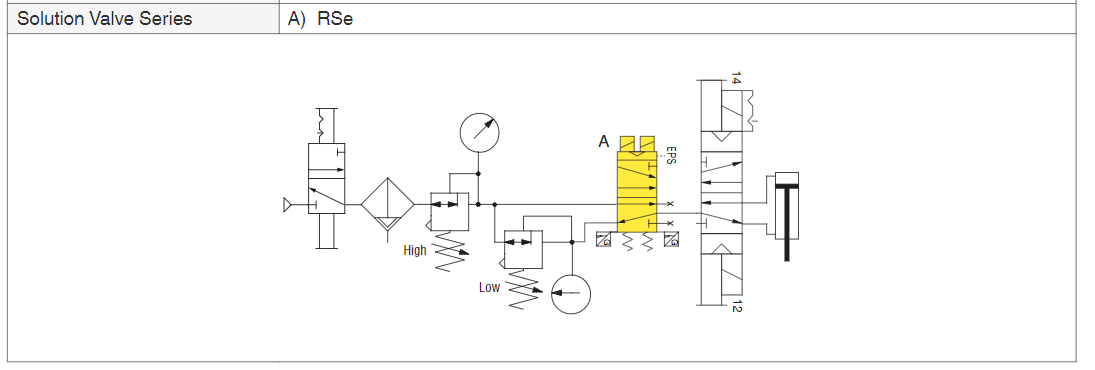 Solution Valve Series
A) RSe
14
A
EPS
x
x
High
G
G
Low
12